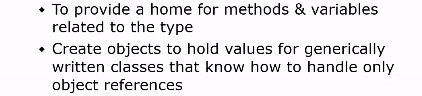 • To provide a home for methods & variables
related to the type
• Create objects to hold values for generically
written classes that know how to handle only
object references